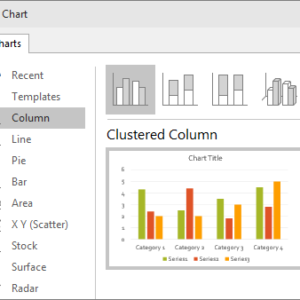 Chart
harts
Recent
Templates
Column
Line
Pie
Bar
Area
X Y (Scatter)
Stock
Surface
Radar
Clustered Column
Chart Title
6
5
4
3
2
1
0
Category 1 Category 2 Category 3 Category 4
Series1 Series2 Series3